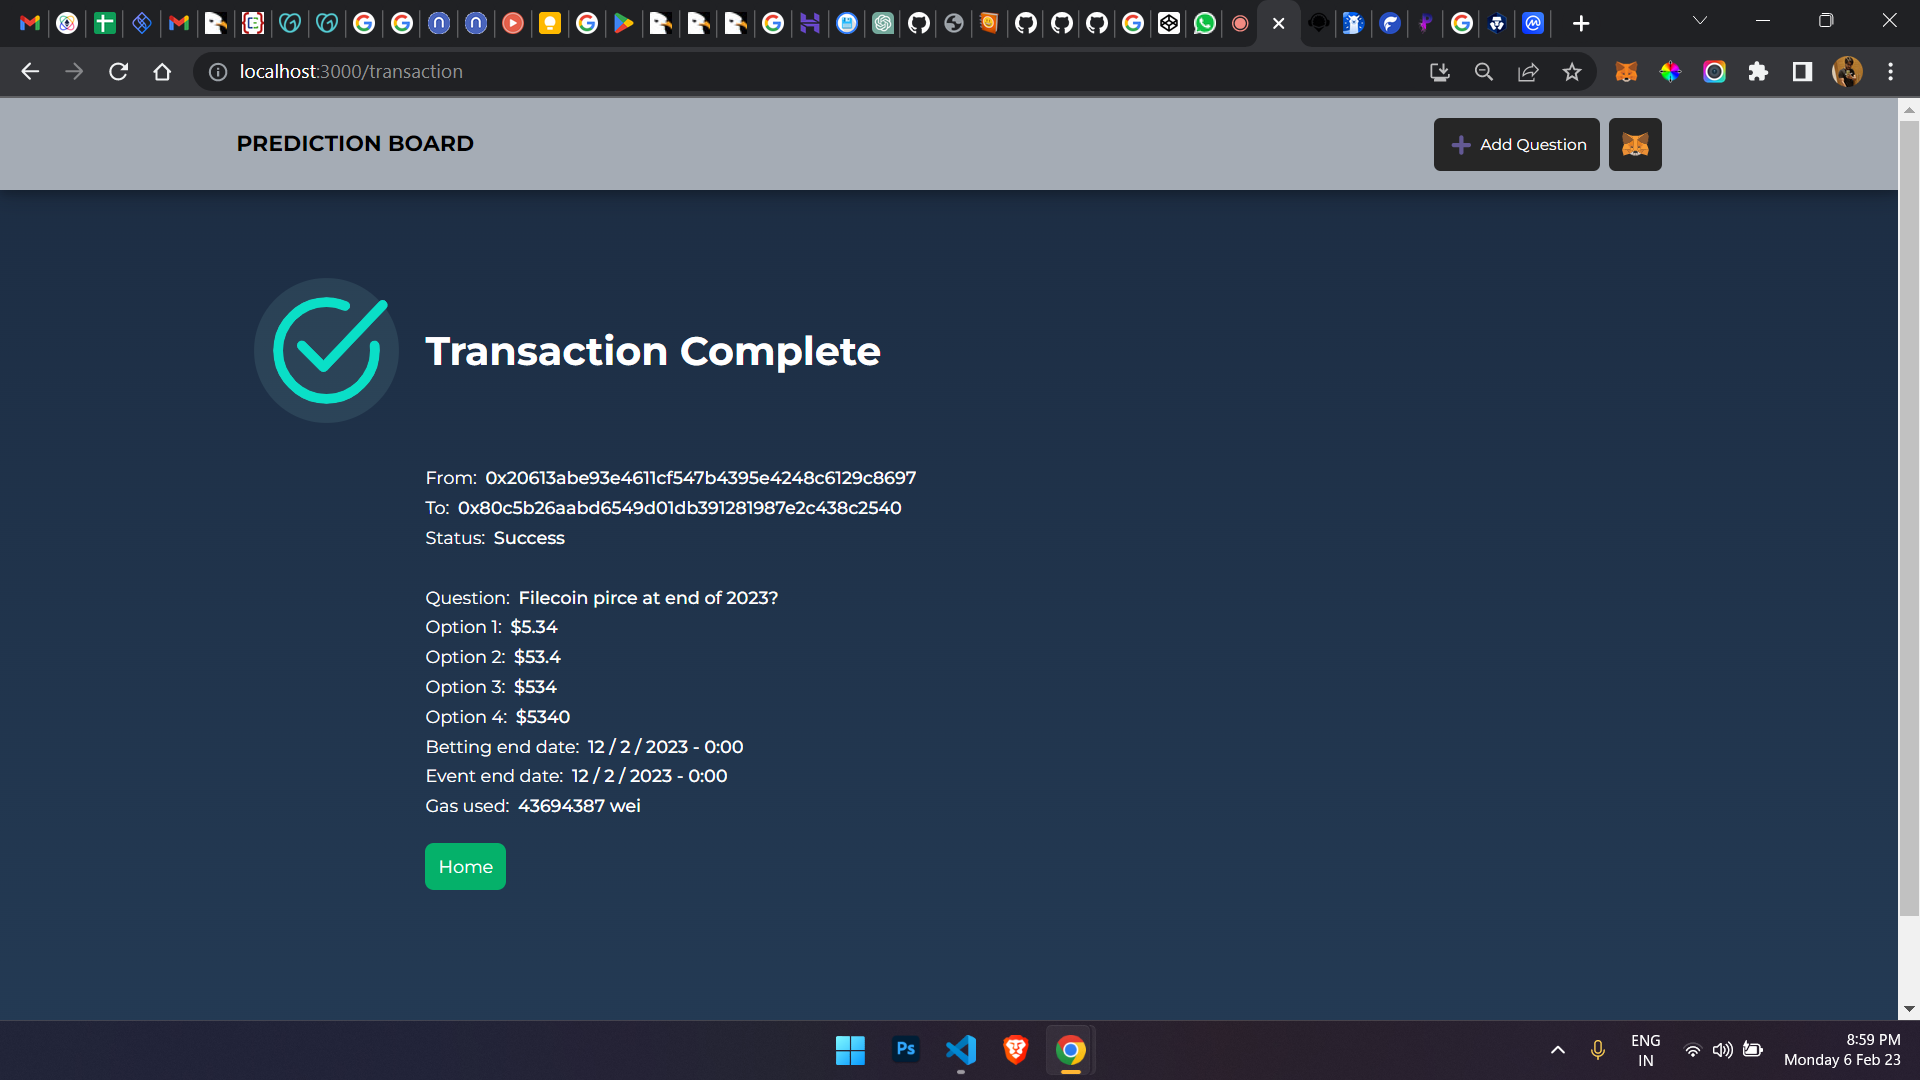 localhost:3000/transaction
PREDICTION BOARD
Add Question
Transaction Complete
From: 0x20613abe93e4611cf547b4395e4248c6129c8697
To: 0x80c5b26aabd6549d01db391281987e2c438c2540
Status: Success
Question: Filecoin pirce at end of 2023?
Option 1: $5.34
Option 2: $53.4
Option 3: $534
Option 4: $5340
Betting end date: 12 / 2 / 2023 - 0:00
Event end date: 12 / 2 / 2023 - 0:00
Gas used: 43694387 wei
Home
Ps
ENG
IN
8:59 PM
Monday 6 Feb 23